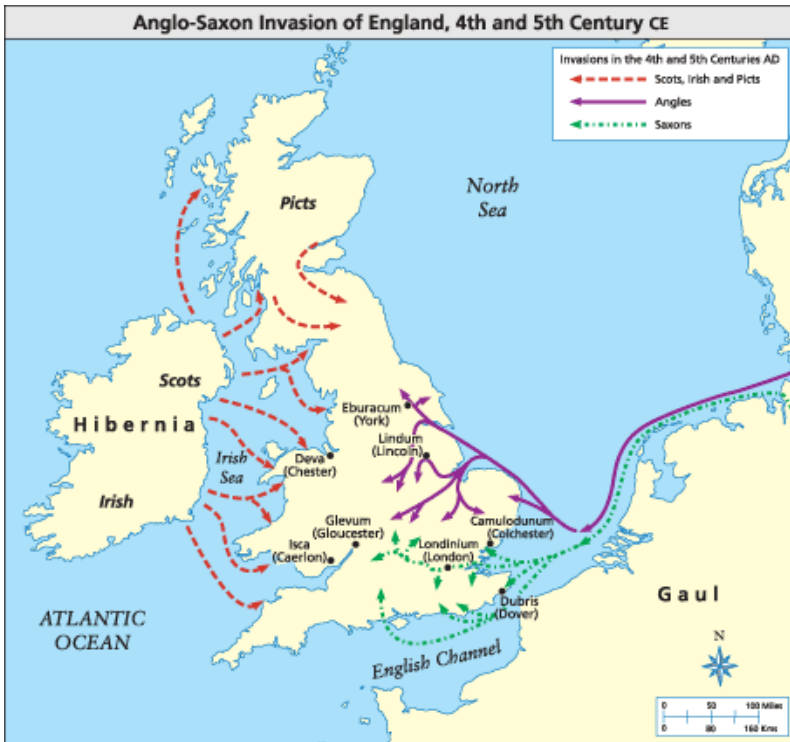 Anglo-Saxon Invasion of England, 4th and 5th Century CE
Invasions in the 4th and 5th Centuries AD
Scots, Irish and Picts
Angles
Saxons
North
Sea
Picts
Scots
Hibernia
Irish
Irish
Sea
Eburacum
(York)
Lindum
(Lincoln)
Deva
(Chester)
Glevum
(Gloucester)
Isca
(Caerlon)
Camulodunum
(Colchester)
Londinium
(London)
Dubris
(Dover)
Gaul
ATLANTIC
OCEAN
English Channel
N
0 50 100 Miles
0 80 160 Kms